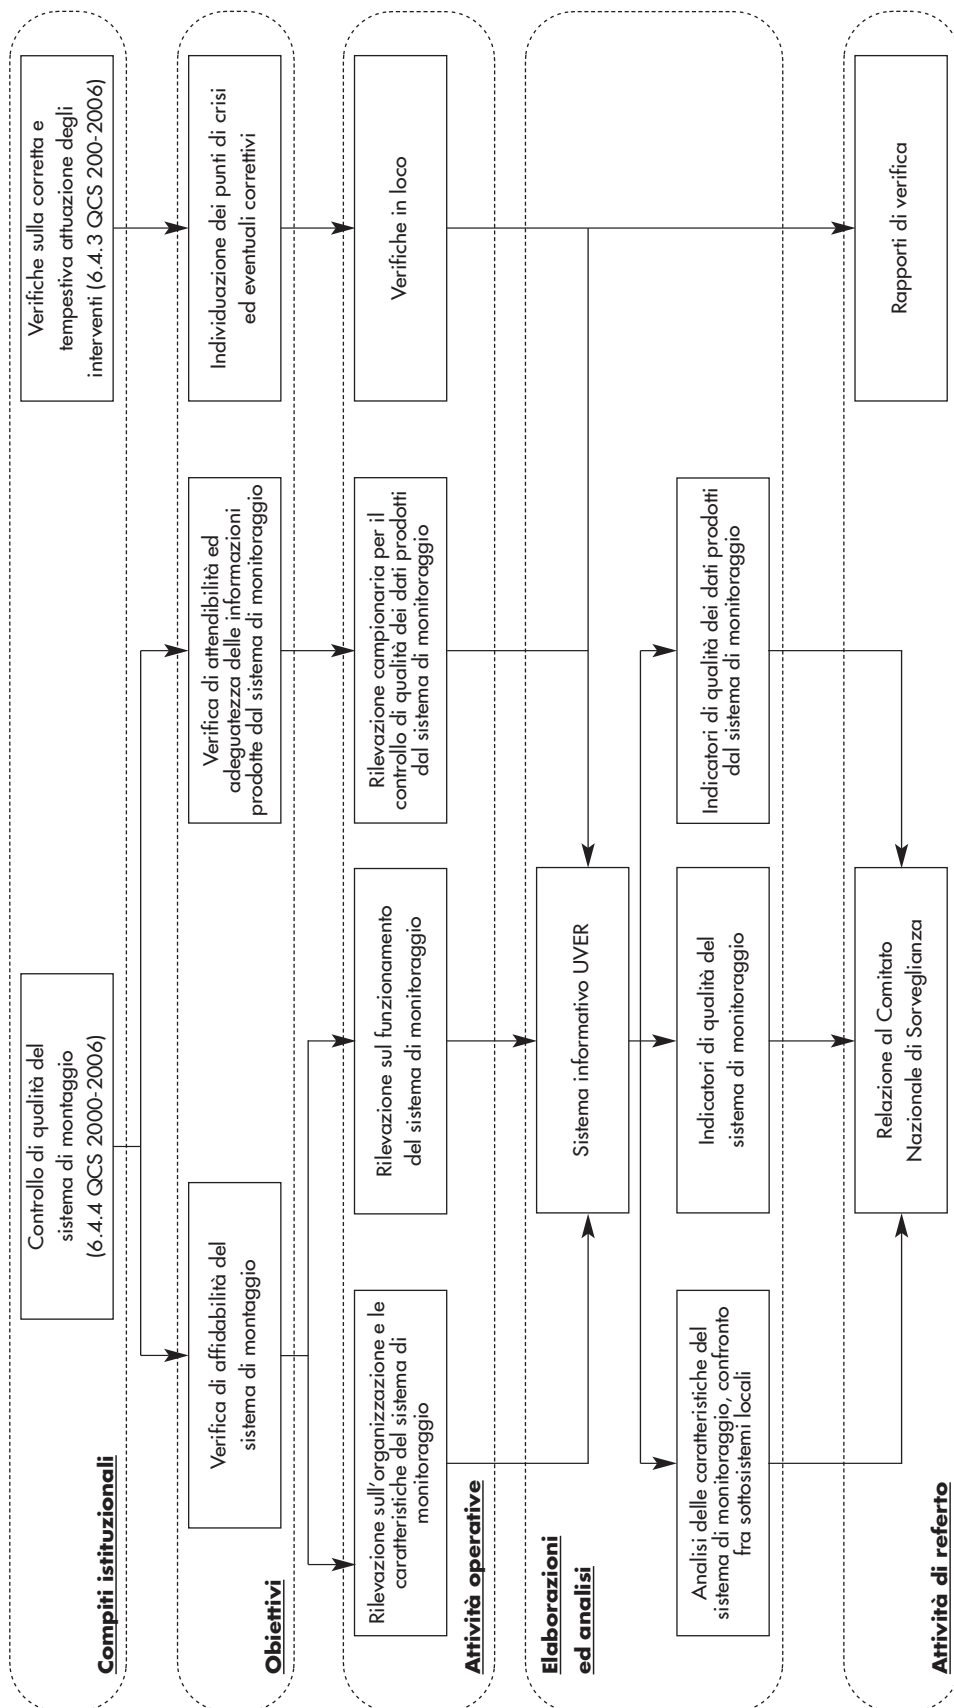 Compiti istituzionali
Controllo di qualità del
sistema di montaggio
(6.4.4 QCS 2000-2006)
Verifiche sulla corretta e
tempestiva attuazione degli
interventi (6.4.3 QCS 200-2006)
Obiettivi
Verifica di affidabilità del
sistema di montaggio
Verifica di attendibilità ed
adeguatezza delle informazioni
prodotte dal sistema di monitoraggio
Individuazione dei punti di crisi
ed eventuali correttivi
Attività operative
Rilevazione sull'organizzazione e le
caratteristiche del sistema di
monitoraggio
Rilevazione sul funzionamento
del sistema di monitoraggio
Rilevazione campionaria per il
controllo di qualità dei dati prodotti
dal sistema di monitoraggio
Verifiche in loco
Elaborazioni
ed analisi
Sistema informativo UVER
Analisi delle caratteristiche del
sistema di monitoraggio, confronto
fra sottosistemi locali
Indicatori di qualità del
sistema di monitoraggio
Indicatori di qualità dei dati prodotti
dal sistema di monitoraggio
Attività di referto
Relazione al Comitato
Nazionale di Sorveglianza
Rapporti di verifica